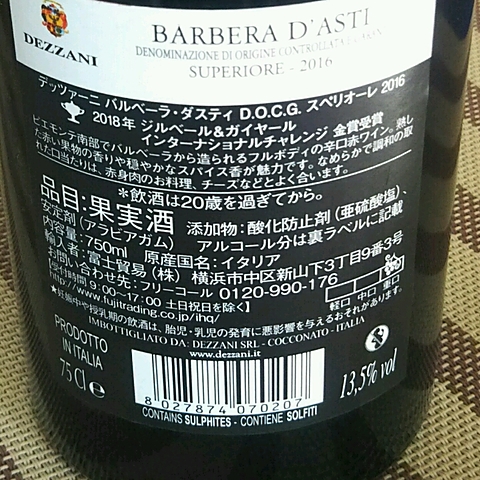 DEZZANI
BARBERA D'ASTI
DENOMINAZIONE DI ORIGINE CONTROLLATA E GARAN
SUPERIORE - 2016
デッツァーニ バルベーラ・ダスティ D.O.C.G. スペリオーレ 2016
2018年 ジルベール&ガイヤール
インターナショナルチャレンジ 金賞受賞
ピエモンテ南部でバルベーラから造られるフルボディの辛口赤ワイン。熟し
た赤い果物の香りや穏やかなスパイス香が魅力です。なめらかで調和の取
れた口当たりは、赤身肉のお料理、チーズなどとよく合います。
*飲酒は20歳を過ぎてから。
品目:果実酒 添加物:酸化防止剤(亜硫酸塩)、
安定剤(アラビアガム) アルコール分は裏ラベルに記載
内容量:750ml 原産国名:イタリア
輸入者:富士貿易(株) 横浜市中区新山下3丁目9番3号
お問い合わせ先:フリーコール 0120-990-176
【受付時間 9:00-17:00 土日祝日を除く】
http://www.fujitrading.co.jp/ihq/
軽口 中口 重口
*妊娠中や授乳期の飲酒は、胎児・乳児の発育に悪影響を与えるおそれがあります。
IMBOTTIGLIATO DA: DEZZANI SRL - COCCONATO - ITALIA
www.dezzani.it
PRODOTTO
IN ITALIA
75 Cl e
8 027874 070207
13,5% vol
CONTAINS SULPHITES - CONTIENE SOLFITI